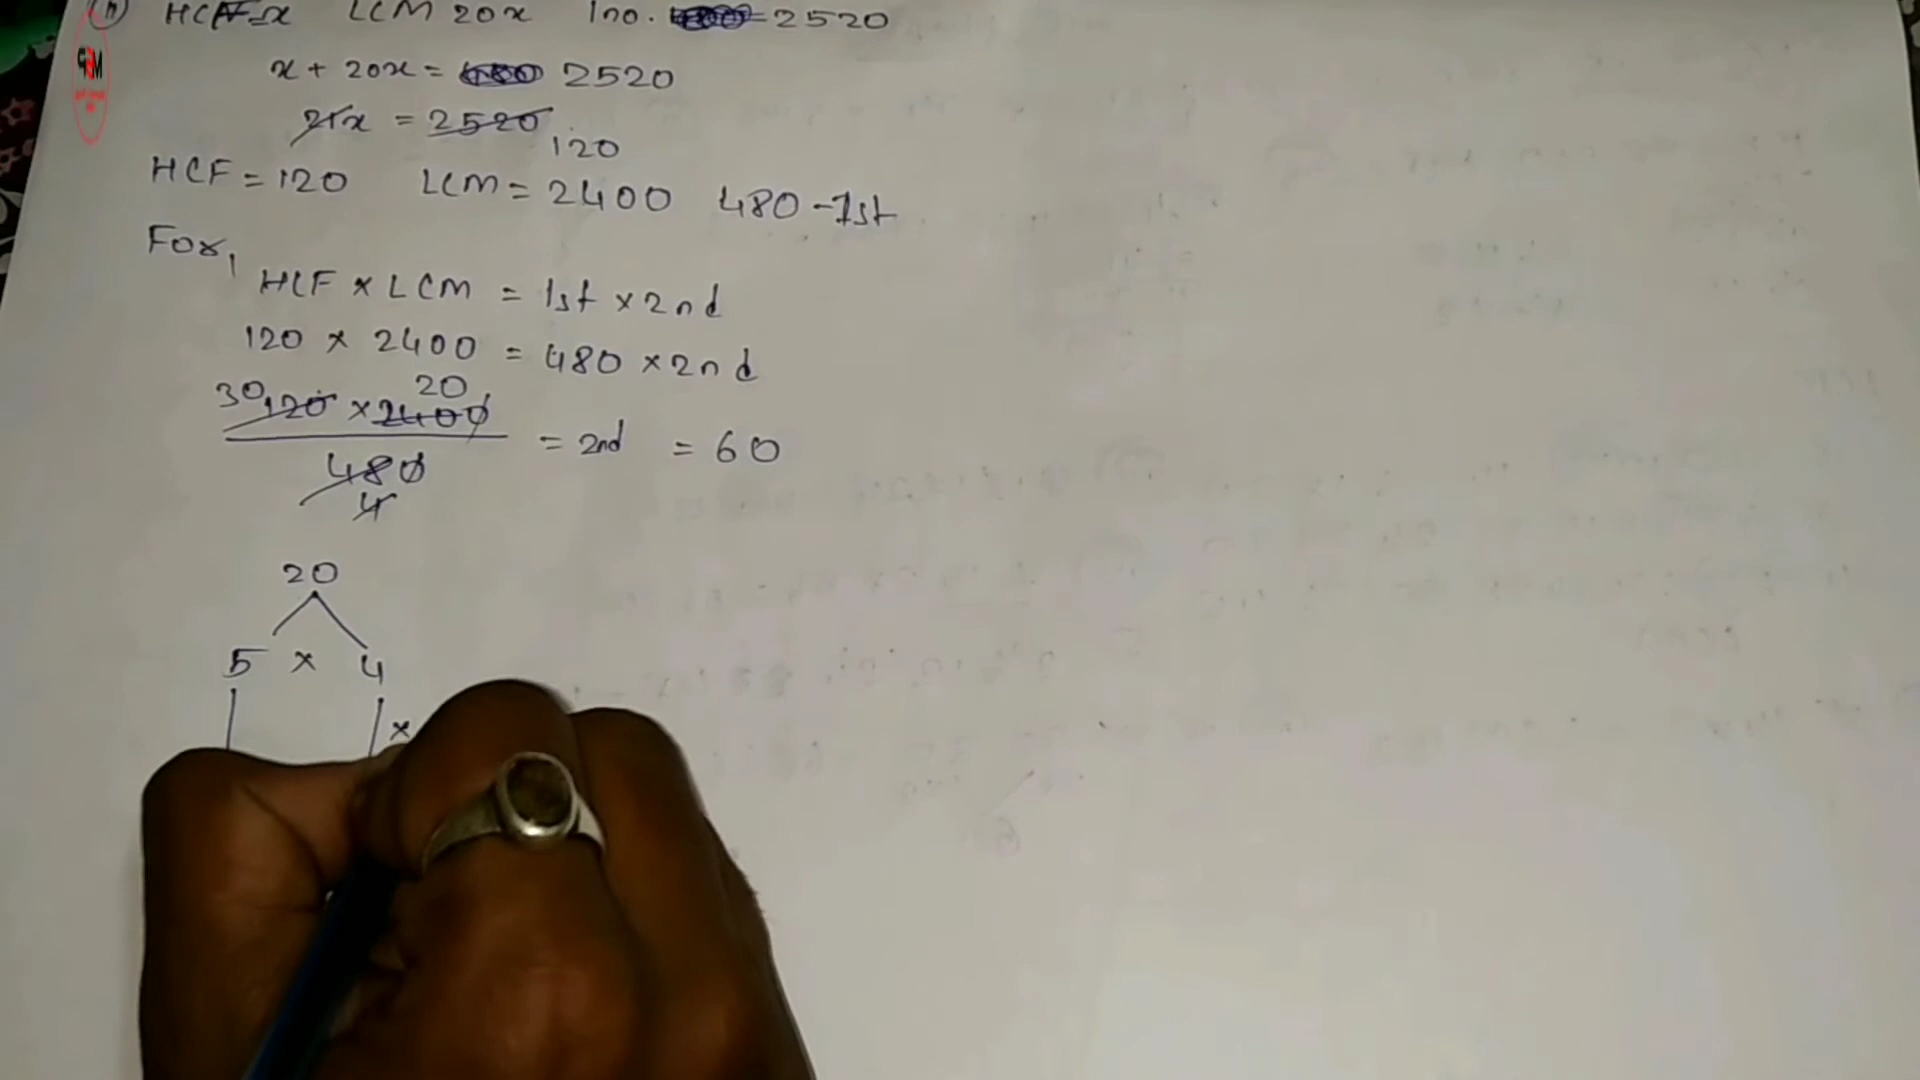 HCF=x LCM 20x 1no. =2520
x + 20x = 2520
21x = 2520
120
HCF = 120 LCM = 2400 480 - 1st
For,
HCF × LCM = 1st × 2nd
120 × 2400 = 480 × 2nd
30 20
120 × 2400
= 2nd = 60
480
4
20
5 × 4
×